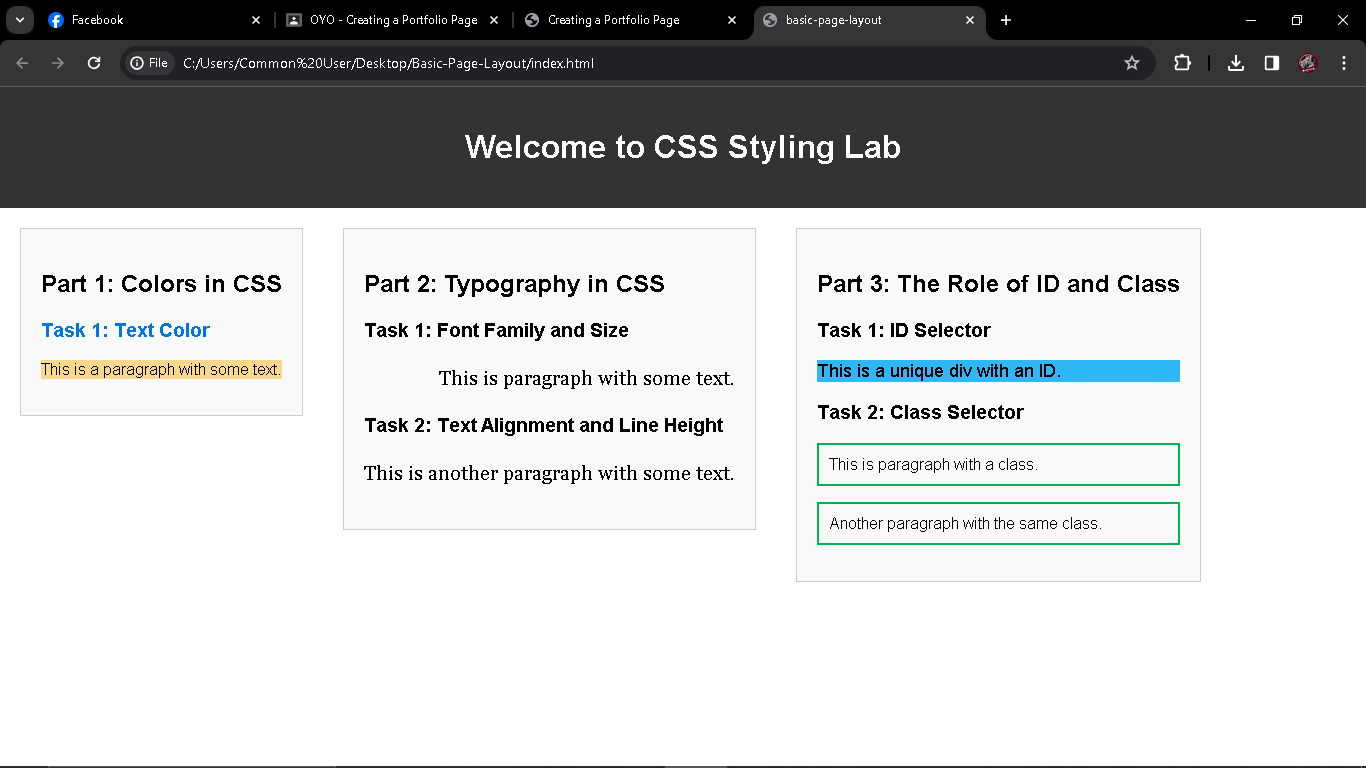 Facebook
OYO - Creating a Portfolio Page
Creating a Portfolio Page
basic-page-layout
File
C:/Users/Common%20User/Desktop/Basic-Page-Layout/index.html
Welcome to CSS Styling Lab
Part 1: Colors in CSS
Task 1: Text Color
This is a paragraph with some text.
Part 2: Typography in CSS
Task 1: Font Family and Size
This is paragraph with some text.
Task 2: Text Alignment and Line Height
This is another paragraph with some text.
Part 3: The Role of ID and Class
Task 1: ID Selector
This is a unique div with an ID.
Task 2: Class Selector
This is paragraph with a class.
Another paragraph with the same class.